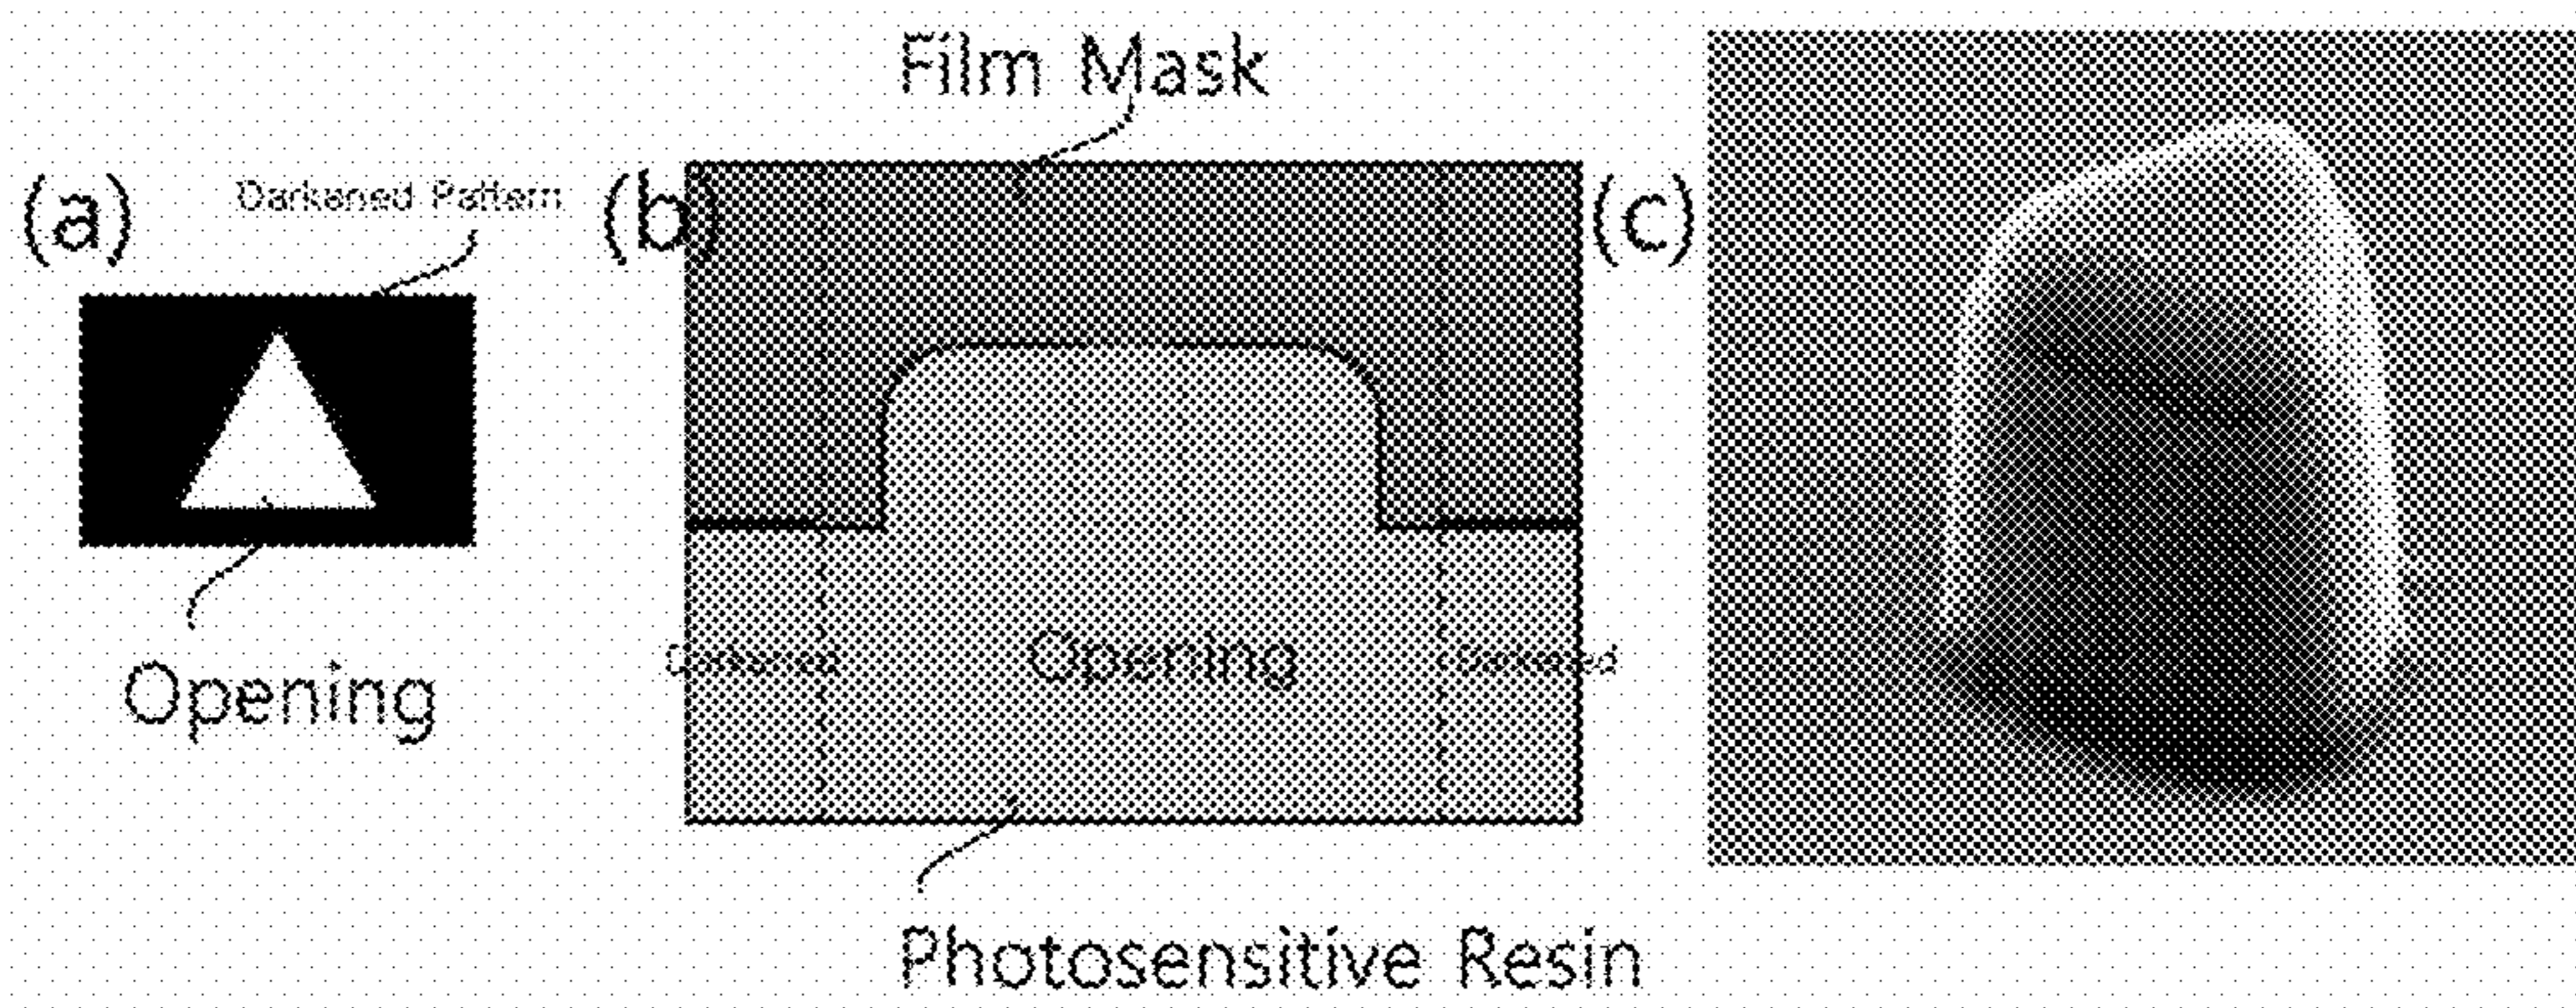 Film Mask
(a)
Darkened Pattern
(b)
(c)
Opening
Darkened
Opening
Darkened
Photosensitive Resin